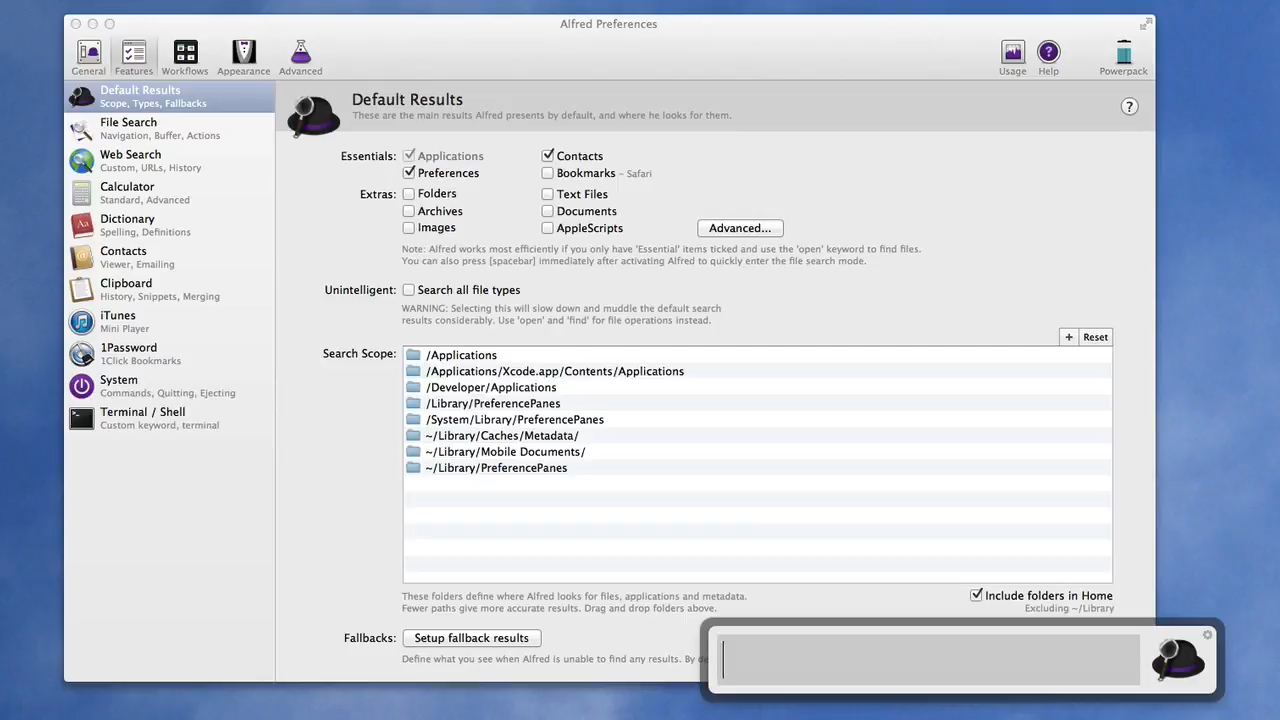 Alfred Preferences
General Features Workflows Appearance Advanced Usage Help Powerpack
Default Results
Scope, Types, Fallbacks
File Search
Navigation, Buffer, Actions
Web Search
Custom, URLs, History
Calculator
Standard, Advanced
Dictionary
Spelling, Definitions
Contacts
Viewer, Emailing
Clipboard
History, Snippets, Merging
iTunes
Mini Player
1Password
1Click Bookmarks
System
Commands, Quitting, Ejecting
Terminal / Shell
Custom keyword, terminal
Default Results
These are the main results Alfred presents by default, and where he looks for them.
?
Essentials: Applications Contacts
Preferences Bookmarks – Safari
Extras: Folders Text Files
Archives Documents
Images AppleScripts Advanced...
Note: Alfred works most efficiently if you only have 'Essential' items ticked and use the 'open' keyword to find files.
You can also press [spacebar] immediately after activating Alfred to quickly enter the file search mode.
Unintelligent: Search all file types
WARNING: Selecting this will slow down and muddle the default search
results considerably. Use 'open' and 'find' for file operations instead.
+ Reset
Search Scope: /Applications
/Applications/Xcode.app/Contents/Applications
/Developer/Applications
/Library/PreferencePanes
/System/Library/PreferencePanes
~/Library/Caches/Metadata/
~/Library/Mobile Documents/
~/Library/PreferencePanes
These folders define where Alfred looks for files, applications and metadata.
Fewer paths give more accurate results. Drag and drop folders above.
Include folders in Home
Excluding ~/Library
Fallbacks: Setup fallback results
Define what you see when Alfred is unable to find any results. By